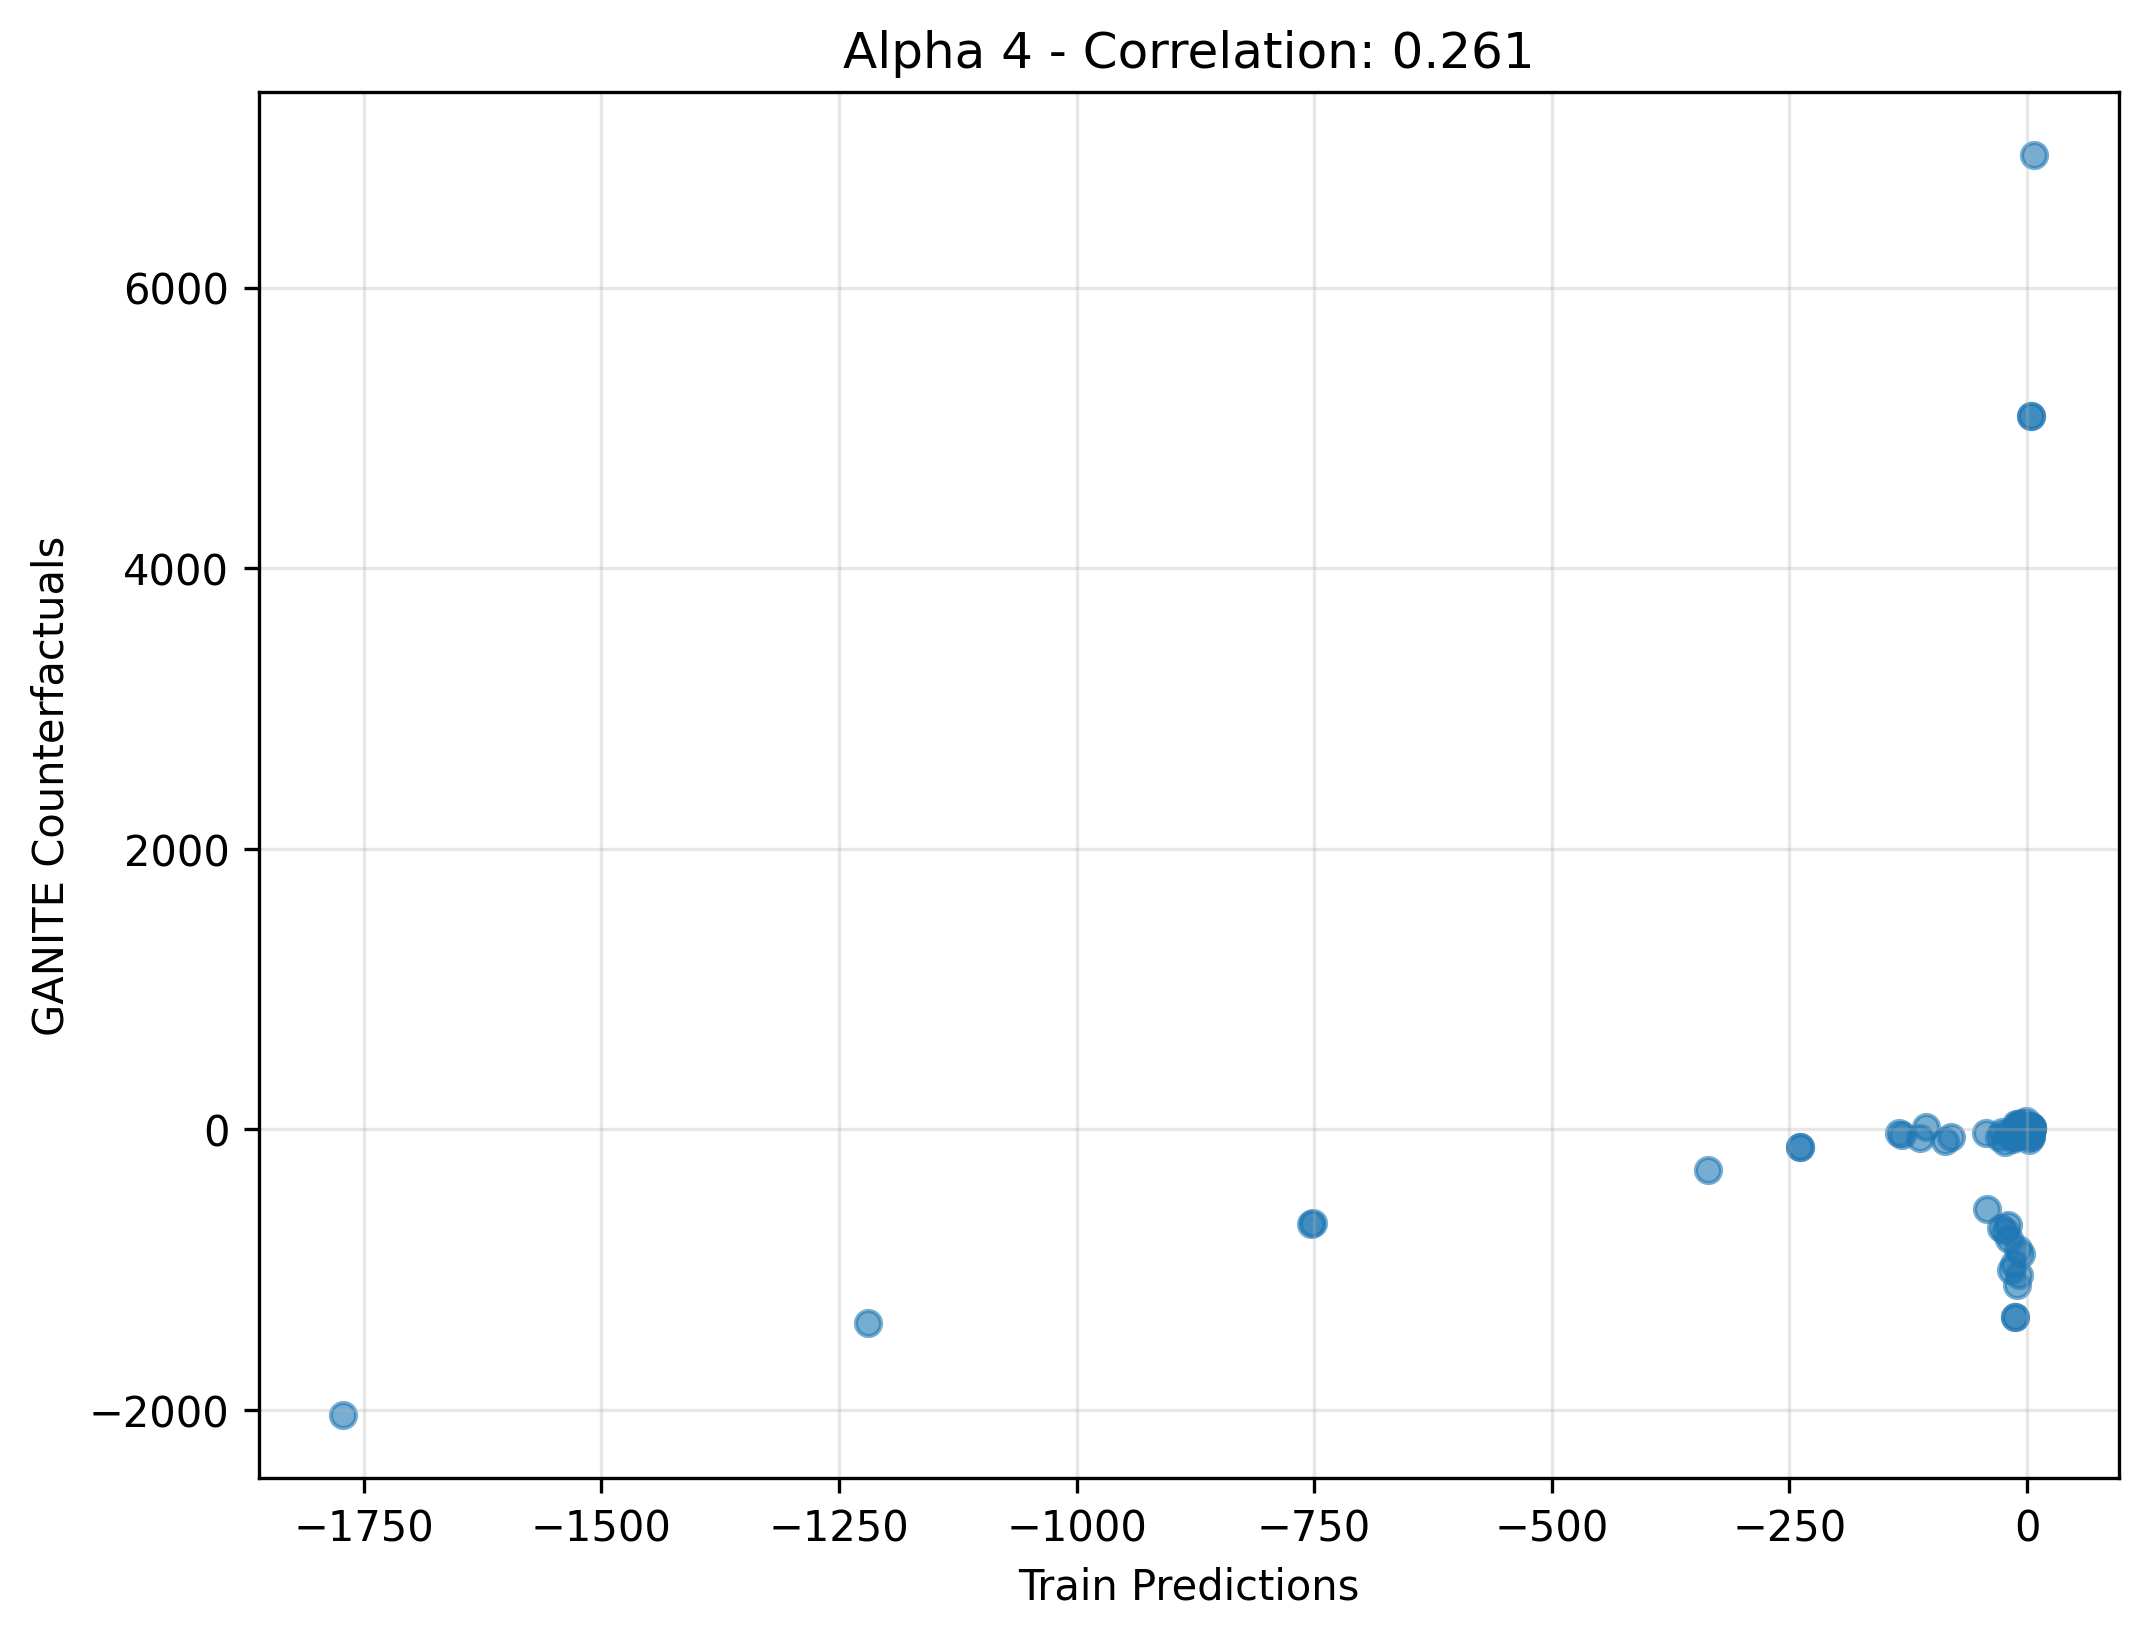 Alpha 4 - Correlation: 0.261
GANITE Counterfactuals
6000
4000
2000
0
−2000
−1750 −1500 −1250 −1000 −750 −500 −250 0
Train Predictions